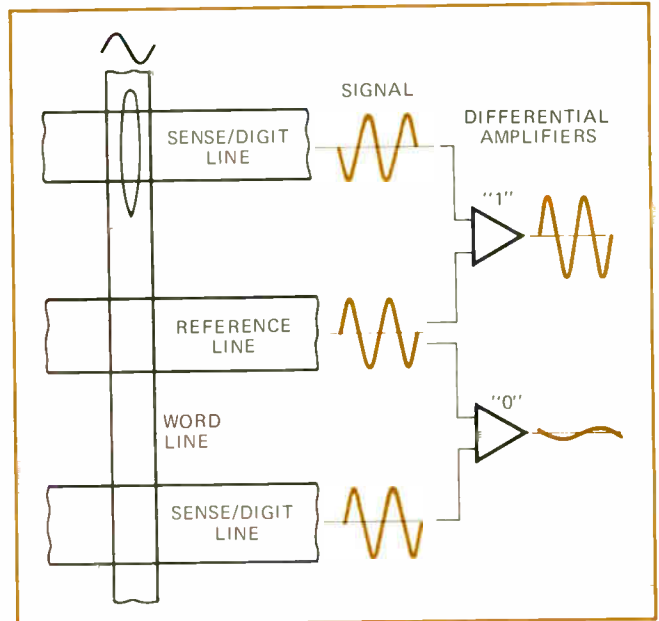 SIGNAL
DIFFERENTIAL
AMPLIFIERS
SENSE/DIGIT
LINE
"1"
REFERENCE
LINE
"0"
WORD
LINE
SENSE/DIGIT
LINE